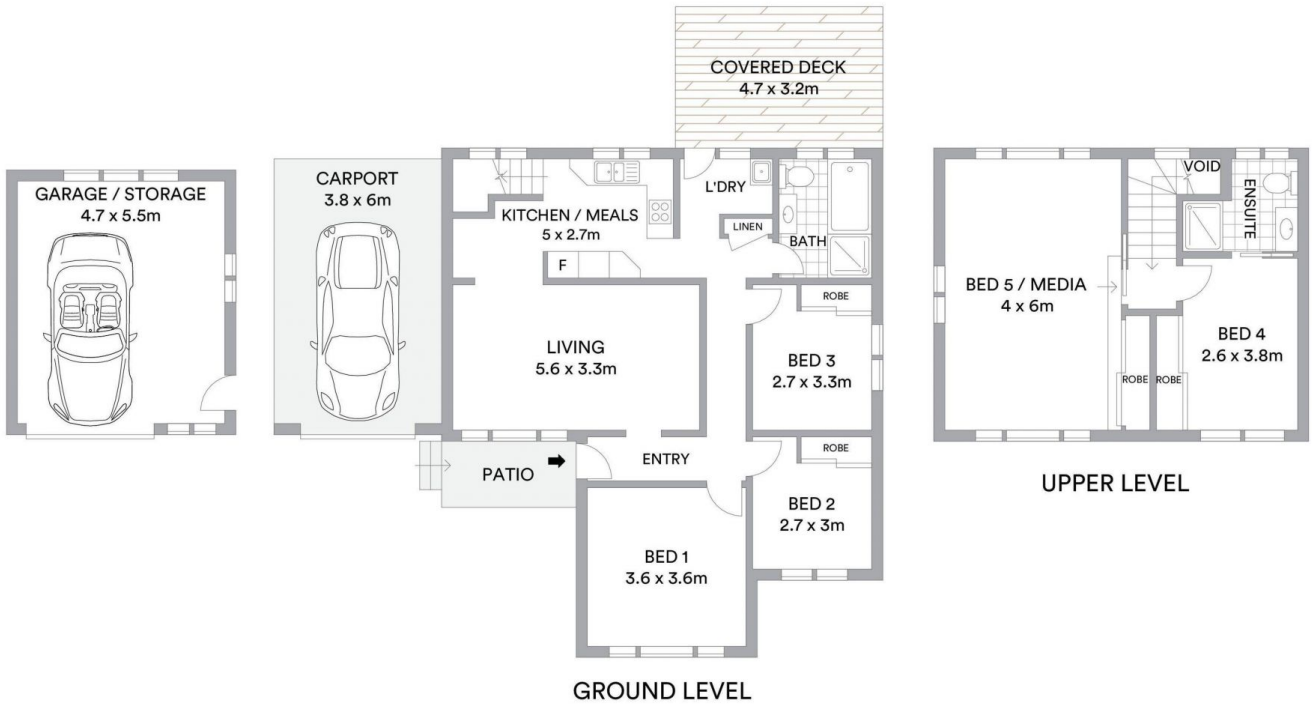 COVERED DECK
4.7 x 3.2m
GARAGE / STORAGE
4.7 x 5.5m
CARPORT
3.8 x 6m
KITCHEN / MEALS
5 x 2.7m
F
L'DRY
LINEN
BATH
LIVING
5.6 x 3.3m
ROBE
BED 3
2.7 x 3.3m
PATIO
ENTRY
ROBE
BED 2
2.7 x 3m
BED 1
3.6 x 3.6m
GROUND LEVEL
VOID
ENSUITE
BED 5 / MEDIA
4 x 6m
BED 4
2.6 x 3.8m
ROBE
ROBE
UPPER LEVEL